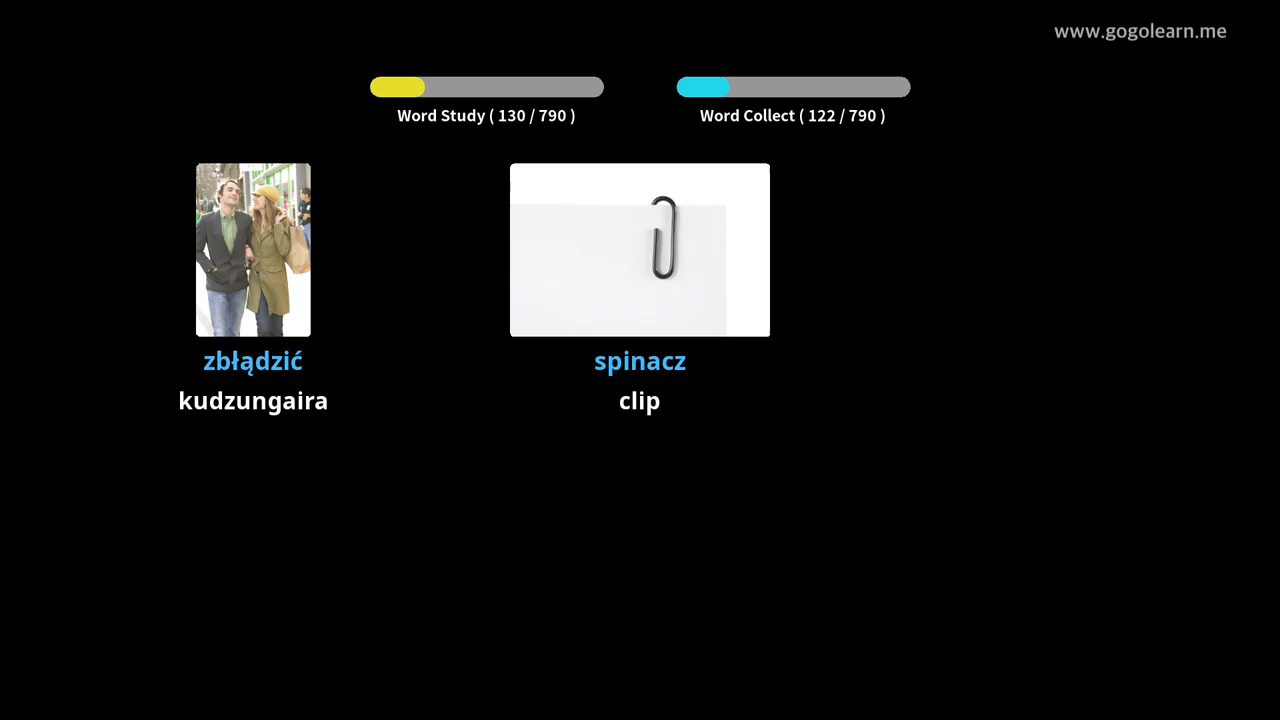 www.gogolearn.me
Word Study ( 130 / 790 )
Word Collect ( 122 / 790 )
zbłądzić
kudzungaira
spinacz
clip